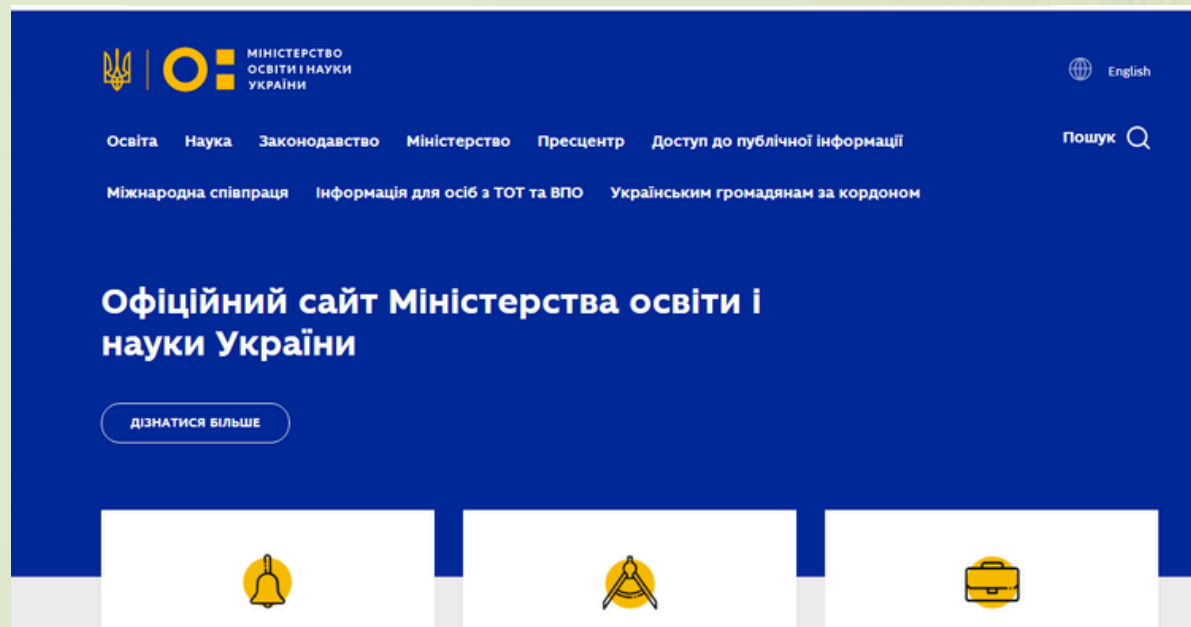 МІНІСТЕРСТВО
ОСВІТИ І НАУКИ
УКРАЇНИ
English
Освіта Наука Законодавство Міністерство Пресцентр Доступ до публічної інформації
Пошук
Міжнародна співпраця Інформація для осіб з ТОТ та ВПО Українським громадянам за кордоном
Офіційний сайт Міністерства освіти і
науки України
ДІЗНАТИСЯ БІЛЬШЕ